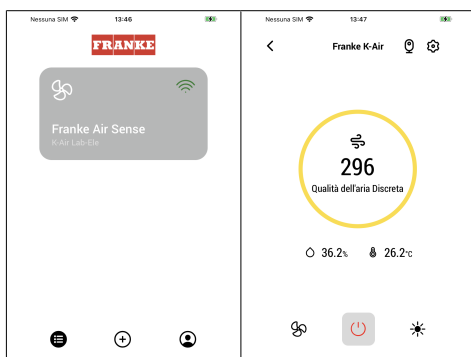 Nessuna SIM 13:46
FRANKE
Franke Air Sense
K-Air Lab-Ele
Nessuna SIM 13:47
Franke K-Air
296
Qualità dell'aria Discreta
36.2% 26.2°C